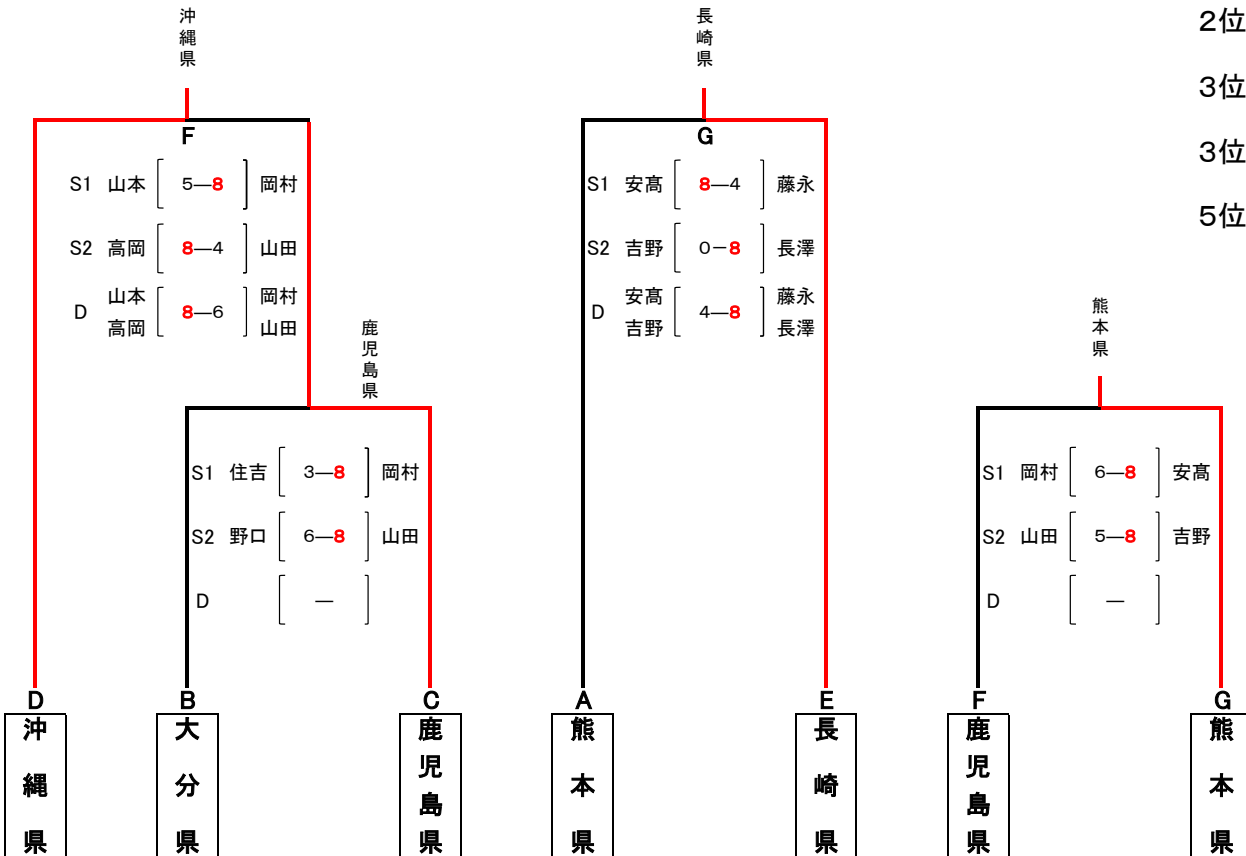 沖縄県
長崎県
2位
3位
3位
5位
F
S1 山本 5―8 岡村
S2 高岡 8―4 山田
D 山本 高岡 8―6 岡村 山田
G
S1 安髙 8―4 藤永
S2 吉野 0−8 長澤
D 安髙 吉野 4―8 藤永 長澤
鹿児島県
S1 住吉 3―8 岡村
S2 野口 6―8 山田
D ―
熊本県
S1 岡村 6―8 安髙
S2 山田 5―8 吉野
D ―
D
沖縄県
B
大分県
C
鹿児島県
A
熊本県
E
長崎県
F
鹿児島県
G
熊本県